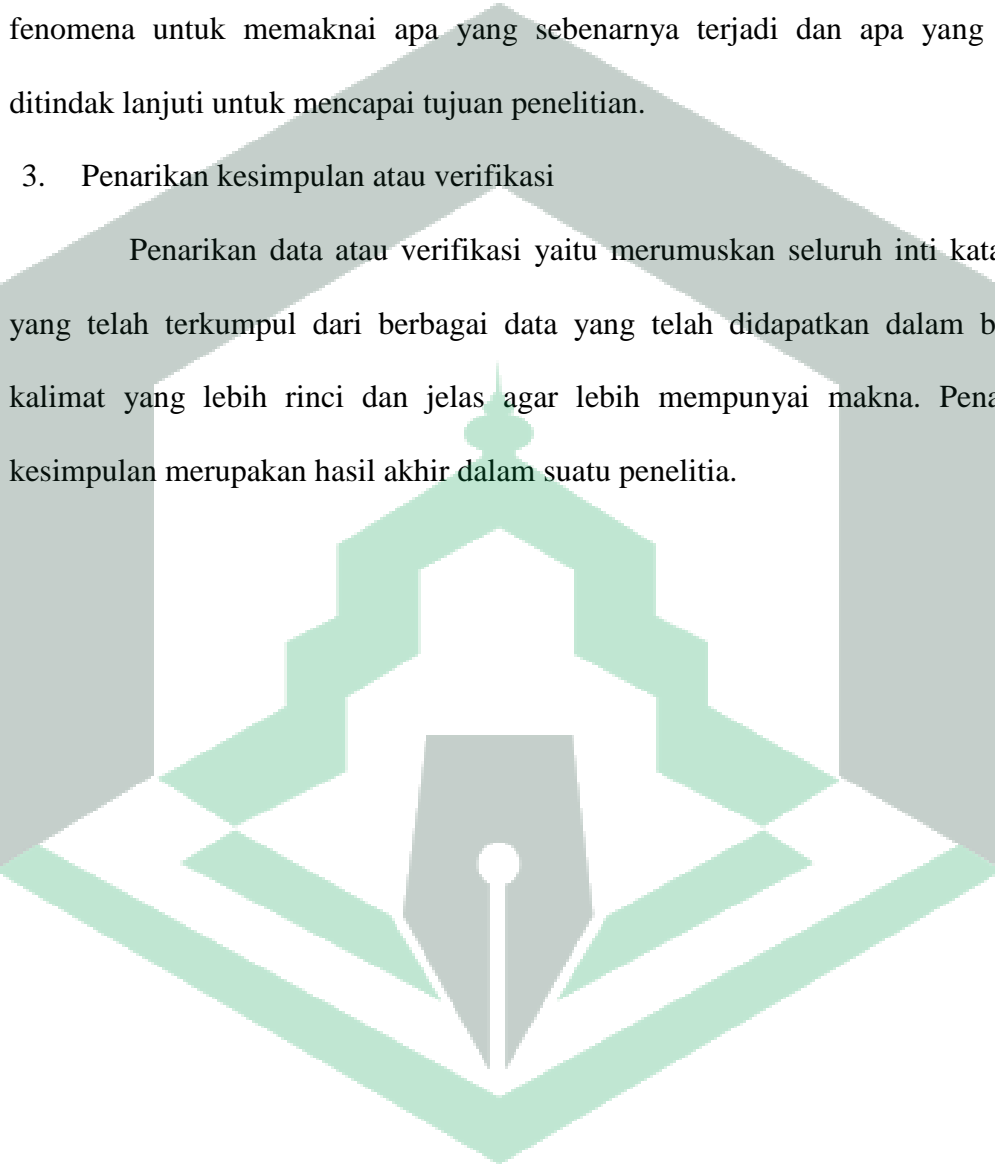 fenomena untuk memaknai apa yang sebenarnya terjadi dan apa yang
ditindak lanjuti untuk mencapai tujuan penelitian.
3. Penarikan kesimpulan atau verifikasi
Penarikan data atau verifikasi yaitu merumuskan seluruh inti kata
yang telah terkumpul dari berbagai data yang telah didapatkan dalam b
kalimat yang lebih rinci dan jelas agar lebih mempunyai makna. Pena
kesimpulan merupakan hasil akhir dalam suatu penelitia.